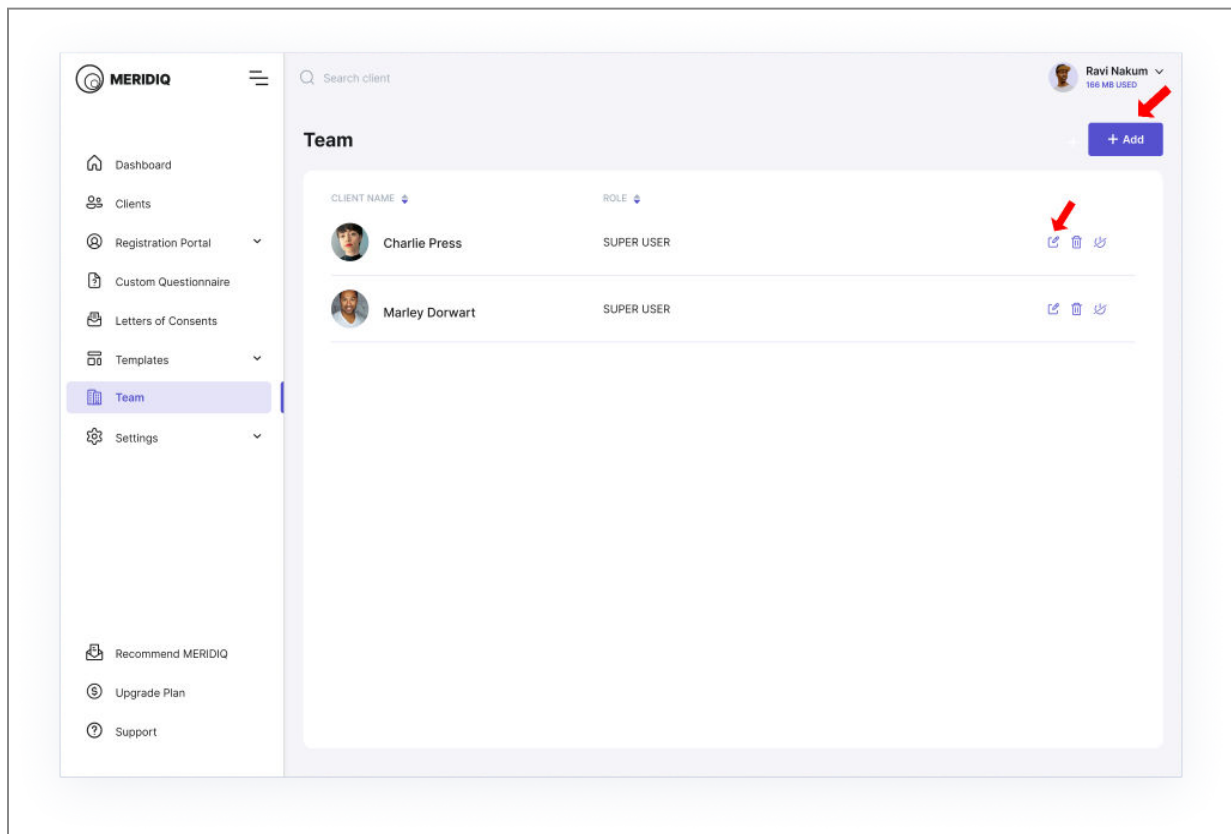 MERIDIQ
Search client
Ravi Nakum
166 MB USED
Team
+ Add
Dashboard
Clients
Registration Portal
Custom Questionnaire
Letters of Consents
Templates
Team
Settings
CLIENT NAME ROLE
Charlie Press SUPER USER
Marley Dorwart SUPER USER
Recommend MERIDIQ
Upgrade Plan
Support